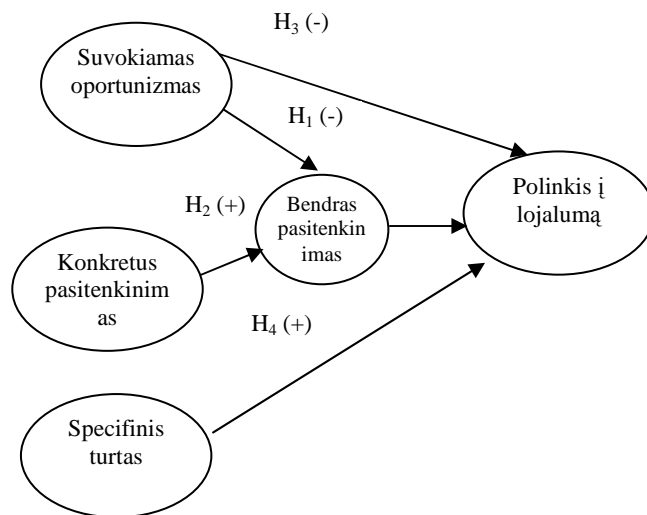 H₃ (-)
Suvokiamas
oportunizmas
H₁ (-)
Polinkis į
lojalumą
H₂ (+)
Bendras
pasitenkin
imas
Konkretus
pasitenkinim
as
H₄ (+)
Specifinis
turtas